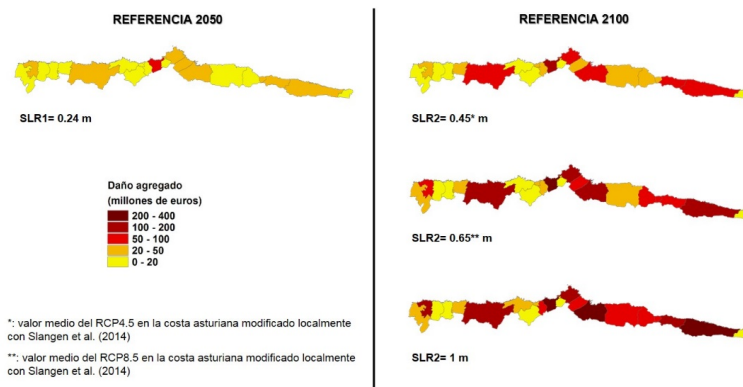 REFERENCIA 2050
SLR1= 0.24 m
Daño agregado
(millones de euros)
200 - 400
100 - 200
50 - 100
20 - 50
0 - 20
*: valor medio del RCP4.5 en la costa asturiana modificado localmente
con Slangen et al. (2014)
**: valor medio del RCP8.5 en la costa asturiana modificado localmente
con Slangen et al. (2014)
REFERENCIA 2100
SLR2= 0.45* m
SLR2= 0.65** m
SLR2= 1 m